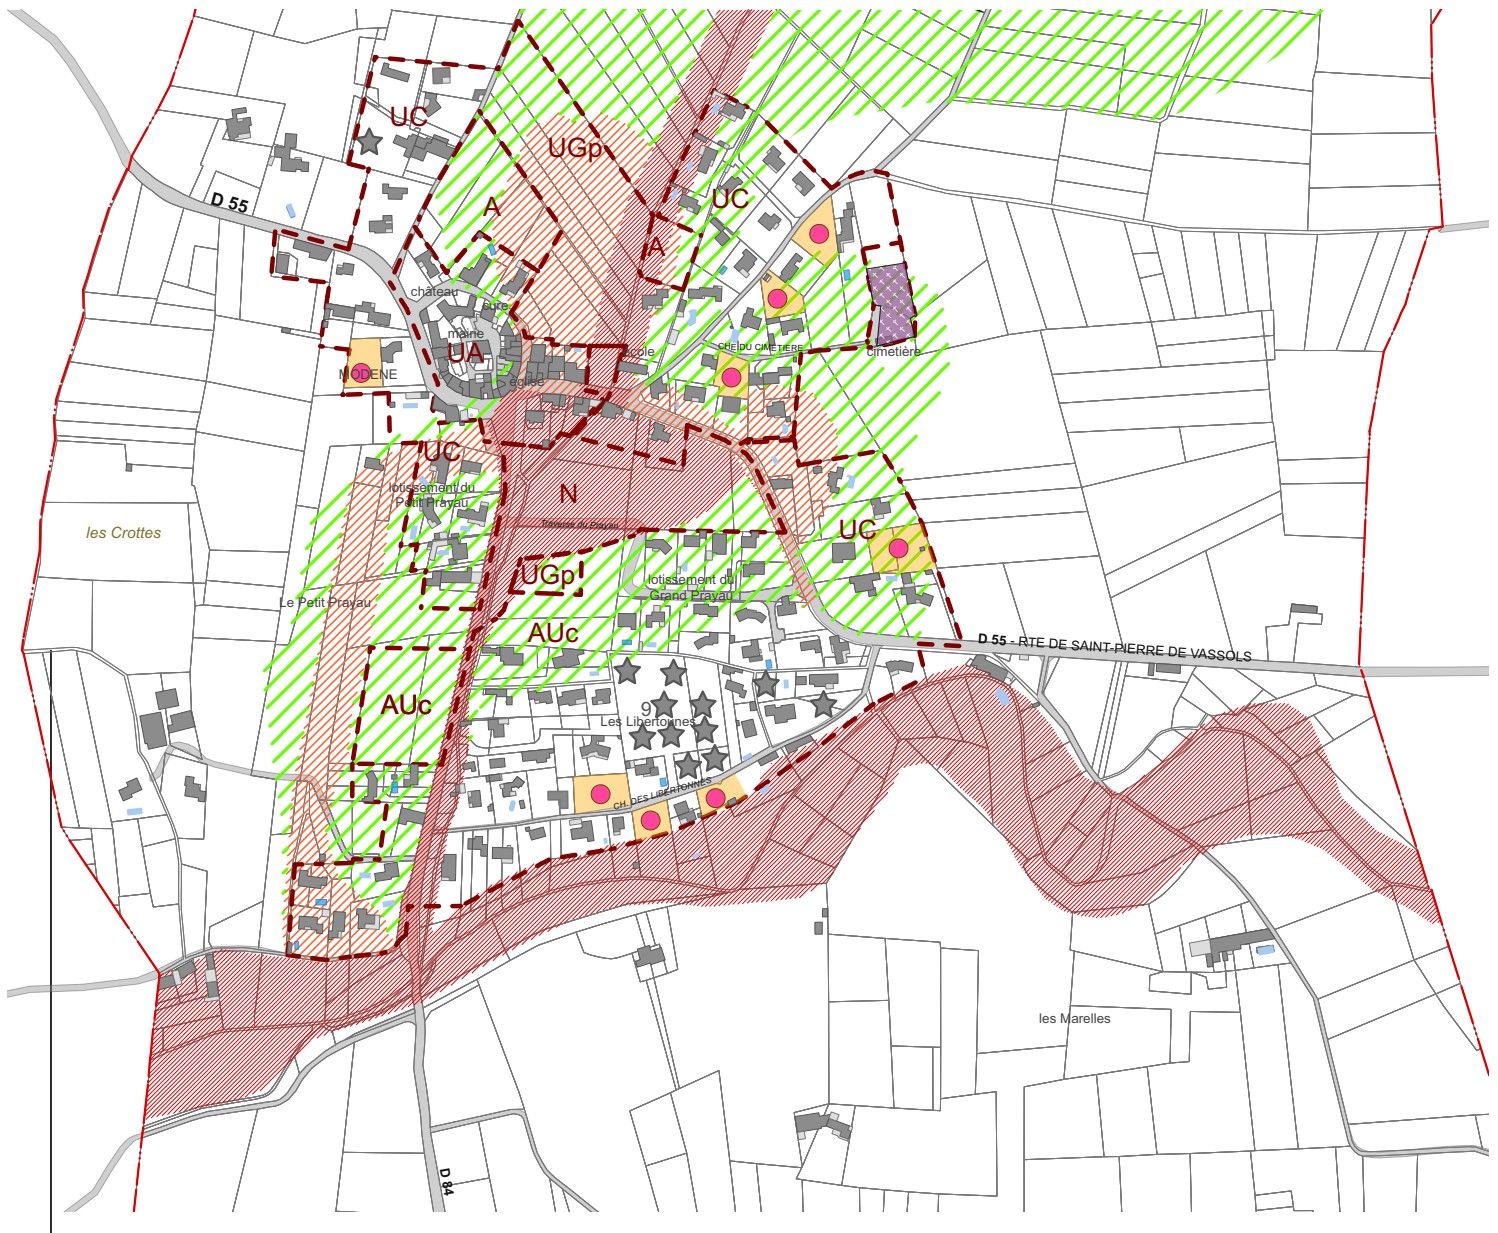 UC
UGp
UC
D 55
A
A
château
cure
mairie
UA
école
CHE DU CIMETIERE
cimetière
MODENE
église
UC
lotissement du
Petit Prayau
N
Traverse du Prayau
UC
les Crottes
UGp
lotissement du
Grand Prayau
Le Petit Prayau
AUc
D 55 - RTE DE SAINT-PIERRE DE VASSOLS
AUc
9
Les Libertounes
CH. DES LIBERTONNES
les Marelles
D 84